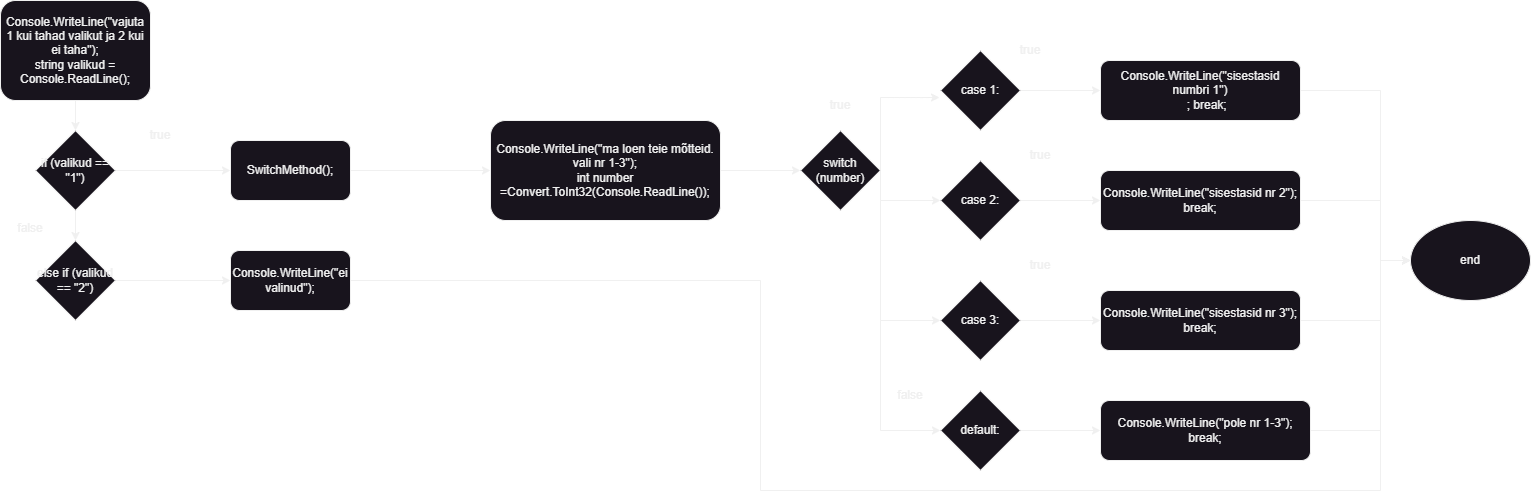 Console.WriteLine("vajuta
1 kui tahad valikut ja 2 kui
ei taha");
string valikud =
Console.ReadLine();
true
if (valikud ==
"1")
SwitchMethod();
Console.WriteLine("ma loen teie mõtteid.
vali nr 1-3");
int number
=Convert.ToInt32(Console.ReadLine());
true
switch
(number)
false
else if (valikud
== "2")
Console.WriteLine("ei
valinud");
true
case 1:
Console.WriteLine("sisestasid
numbri 1")
; break;
true
case 2:
Console.WriteLine("sisestasid nr 2");
break;
true
case 3:
Console.WriteLine("sisestasid nr 3");
break;
false
default:
Console.WriteLine("pole nr 1-3");
break;
end